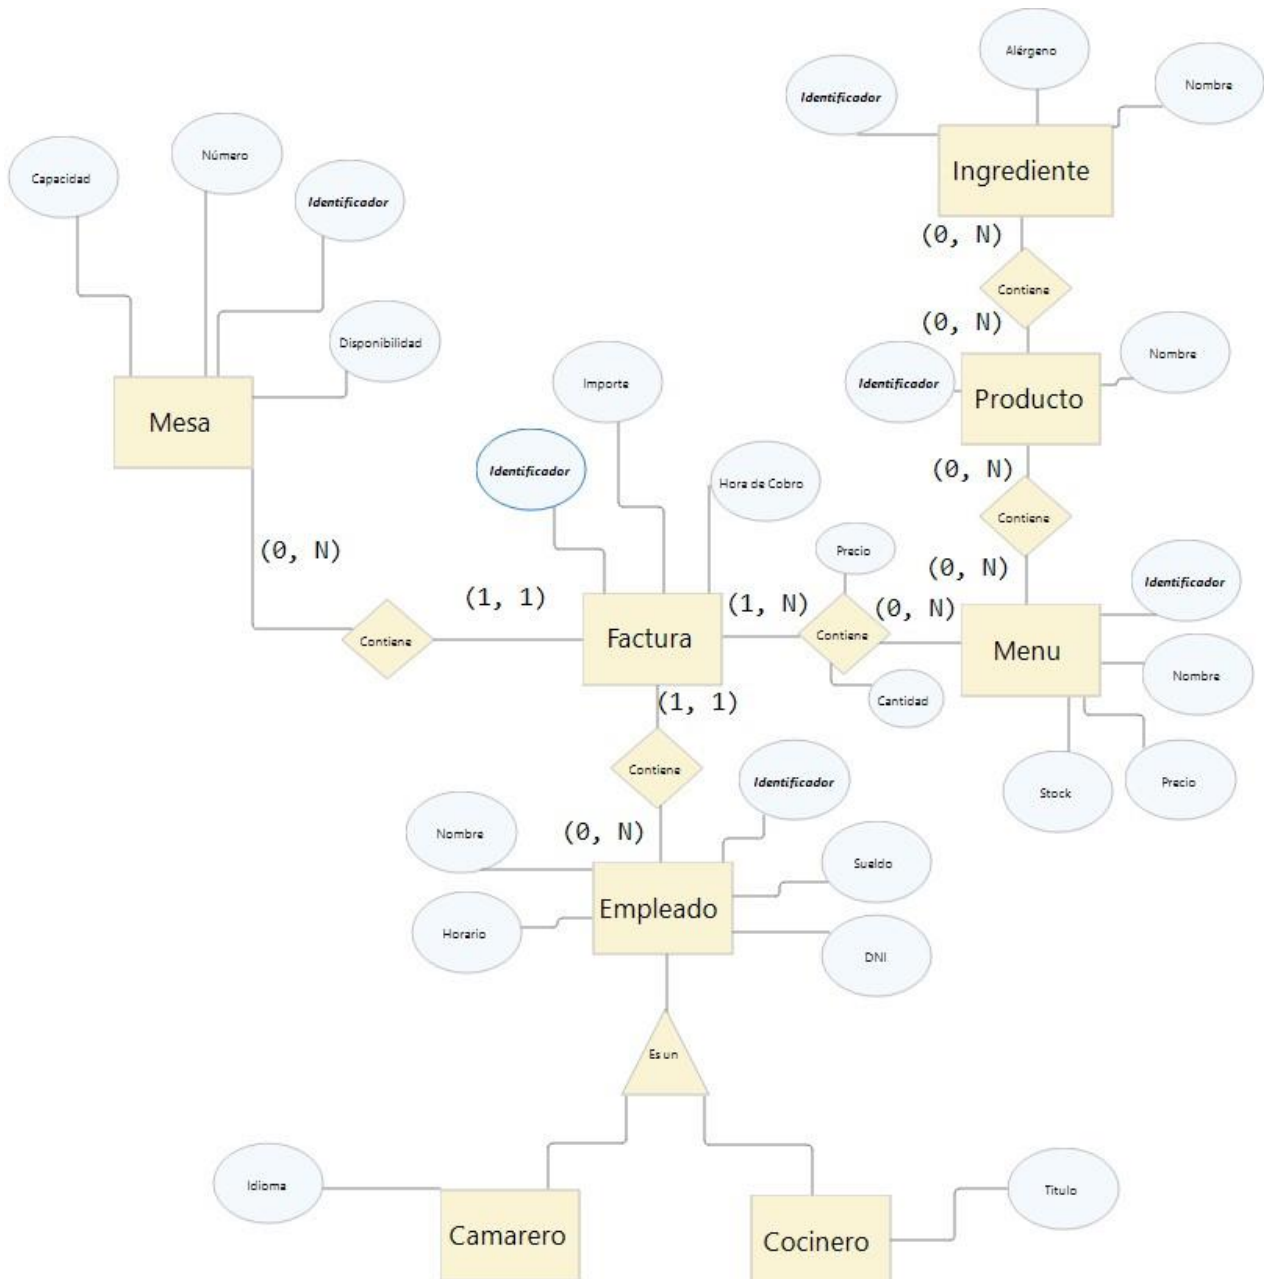 Alérgeno
Identificador
Nombre
Ingrediente
Número
Capacidad
Identificador
(0, N)
Contiene
(0, N)
Disponibilidad
Nombre
Identificador
Producto
Importe
Mesa
(0, N)
Identificador
Hora de Cobro
Contiene
(0, N)
Precio
(0, N)
Identificador
(1, 1)
(1, N)
(0, N)
Contiene
Factura
Contiene
Menu
Nombre
Cantidad
(1, 1)
Contiene
Identificador
Stock
Precio
Nombre
(0, N)
Sueldo
Empleado
Horario
DNI
Es un
Idioma
Titulo
Camarero
Cocinero